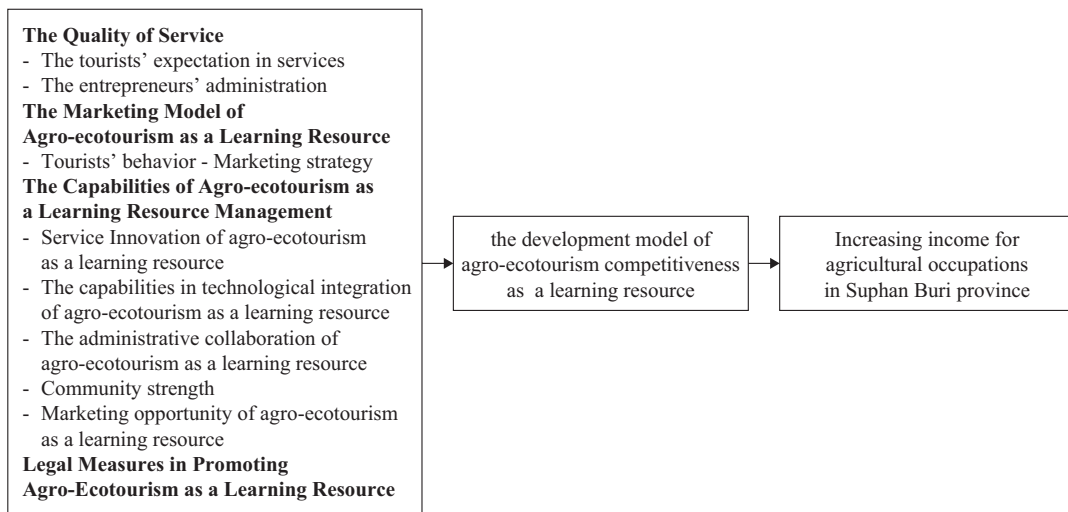 The Quality of Service
- The tourists' expectation in services
- The entrepreneurs' administration
The Marketing Model of
Agro-ecotourism as a Learning Resource
- Tourists' behavior - Marketing strategy
The Capabilities of Agro-ecotourism as
a Learning Resource Management
- Service Innovation of agro-ecotourism
as a learning resource
- The capabilities in technological integration
of agro-ecotourism as a learning resource
- The administrative collaboration of
agro-ecotourism as a learning resource
- Community strength
- Marketing opportunity of agro-ecotourism
as a learning resource
Legal Measures in Promoting
Agro-Ecotourism as a Learning Resource
the development model of
agro-ecotourism competitiveness
as a learning resource
Increasing income for
agricultural occupations
in Suphan Buri province